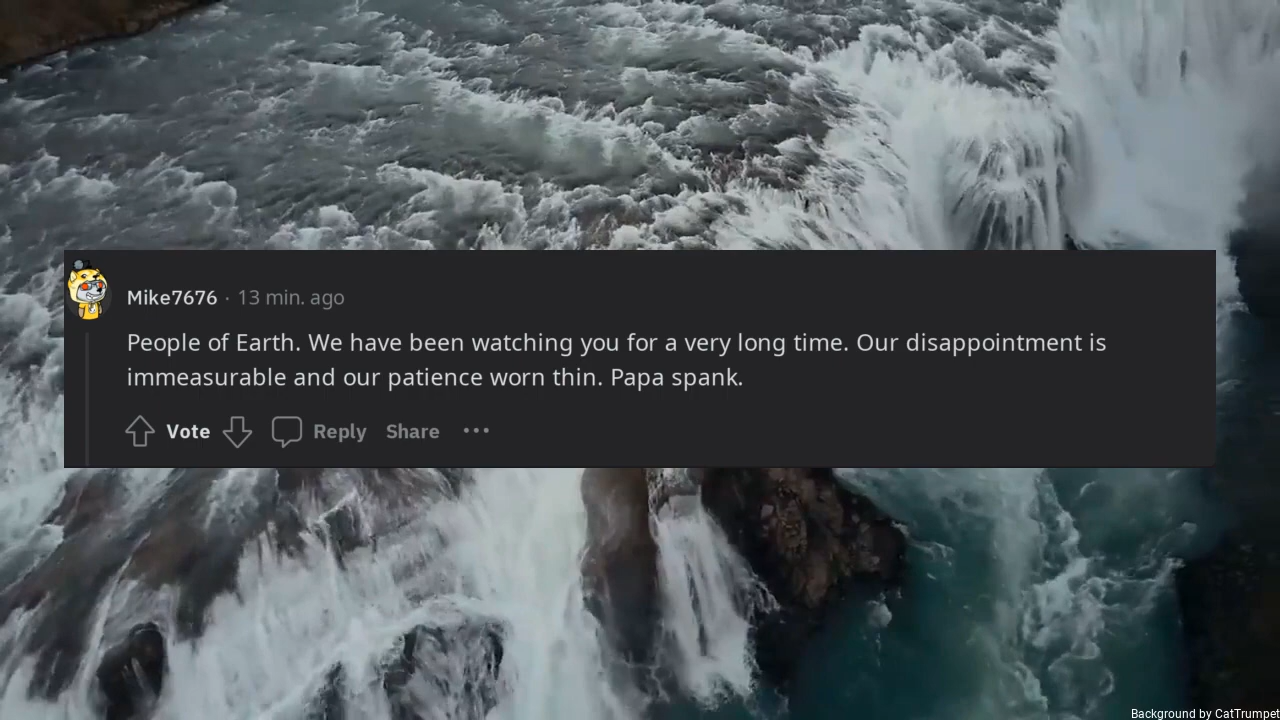 Mike7676 · 13 min. ago
People of Earth. We have been watching you for a very long time. Our disappointment is
immeasurable and our patience worn thin. Papa spank.
Vote Reply Share ···
Background by CatTrumpet